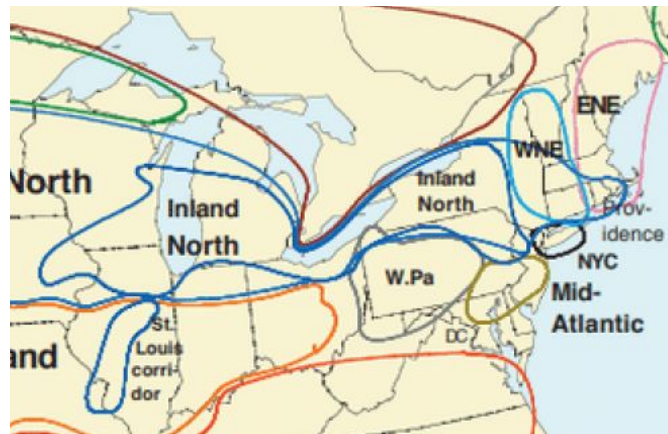 ENE
WNE
North
Inland
North
Inland
North
Prov-
idence
NYC
W.Pa
Mid-
Atlantic
St.
Louis
corri-
dor
DC
and